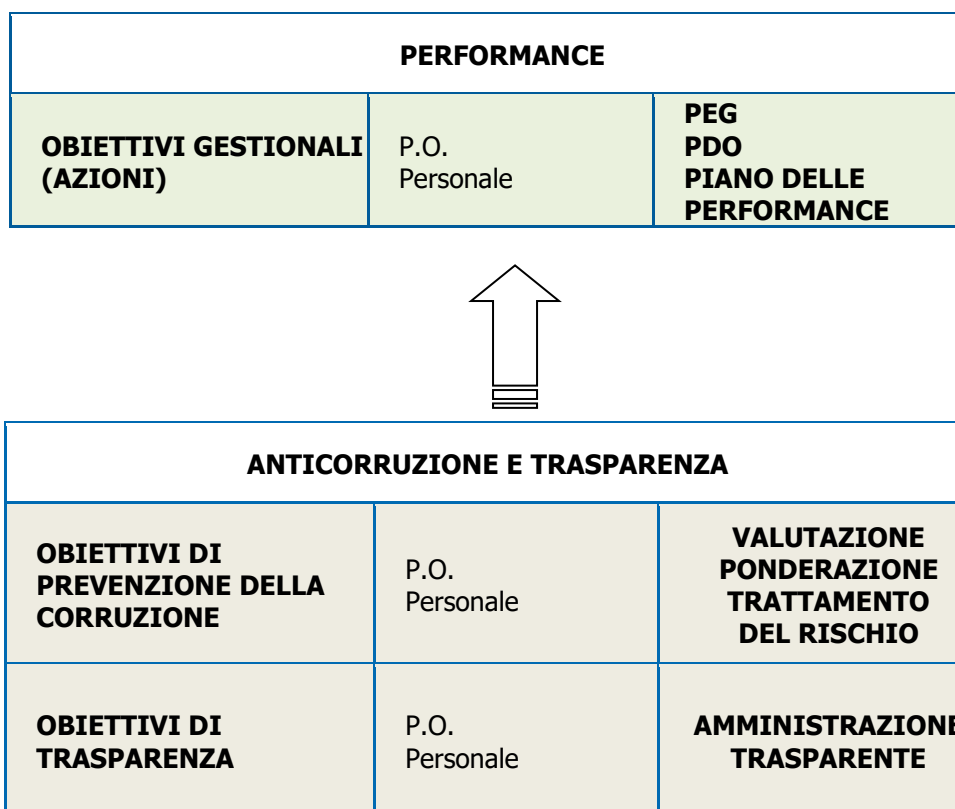 PERFORMANCE
OBIETTIVI GESTIONALI
(AZIONI)
P.O.
Personale
PEG
PDO
PIANO DELLE
PERFORMANCE
ANTICORRUZIONE E TRASPARENZA
OBIETTIVI DI
PREVENZIONE DELLA
CORRUZIONE
P.O.
Personale
VALUTAZIONE
PONDERAZIONE
TRATTAMENTO
DEL RISCHIO
OBIETTIVI DI
TRASPARENZA
P.O.
Personale
AMMINISTRAZIONE
TRASPARENTE